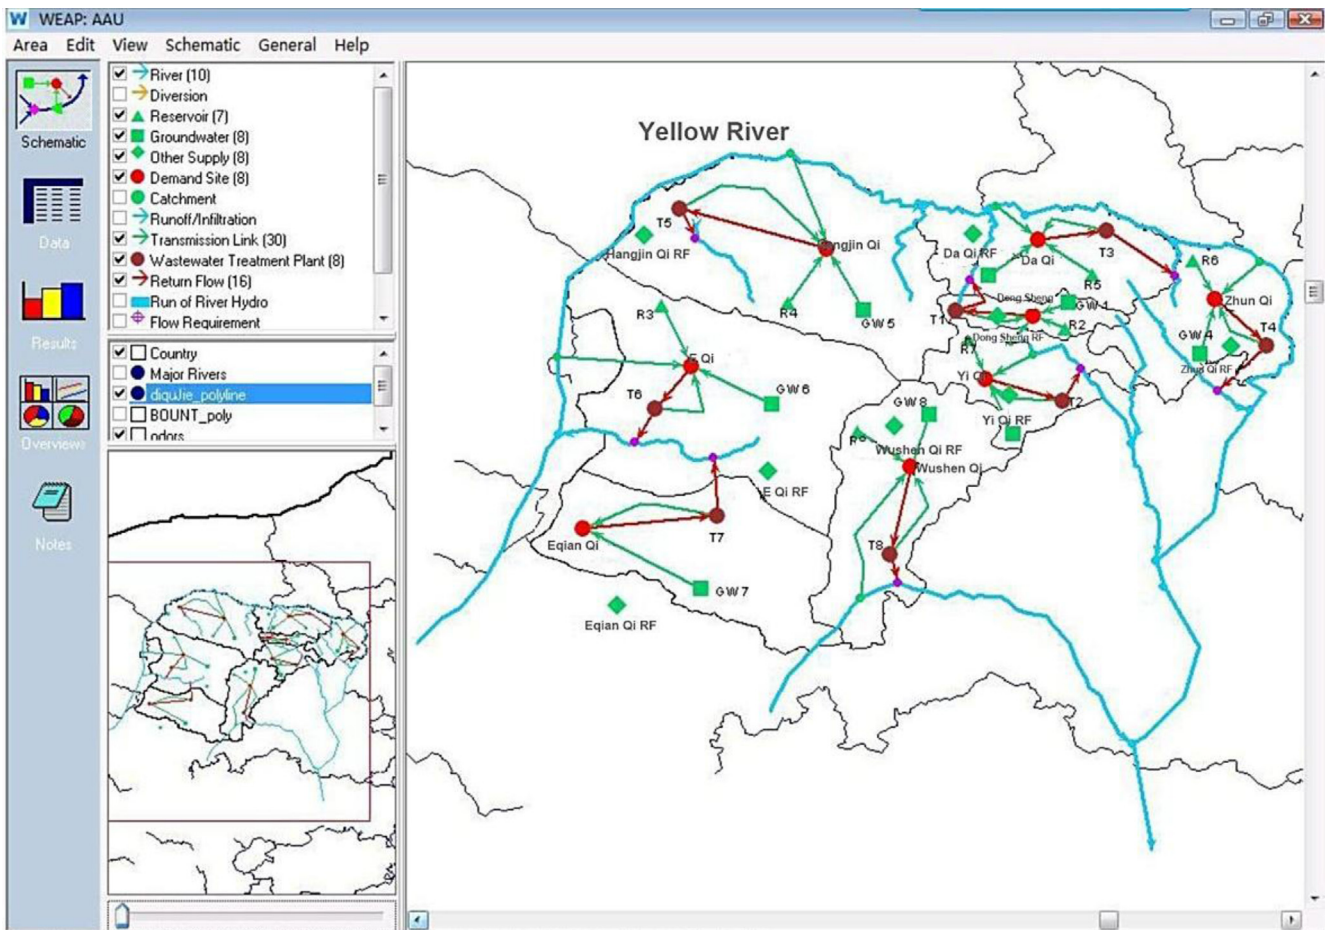 WEAP: AAU
Area Edit View Schematic General Help
Schematic
Data
Results
Overviews
Notes
River (10)
Diversion
Reservoir (7)
Groundwater (8)
Other Supply (8)
Demand Site (8)
Catchment
Runoff/Infiltration
Transmission Link (30)
Wastewater Treatment Plant (8)
Return Flow (16)
Run of River Hydro
Flow Requirement
Country
Major Rivers
diquJie_polyline
BOUNT_poly
Yellow River
T5
Hangjin Qi RF
Qi
R4
GW 5
R3
Da Qi RF
Da Qi
T3
R5
R6
Zhun Qi
GW 4
T4
Zhun Qi RF
T1
Dong Sheng
GW 1
R2
Dong Sheng RF
R7
Yi Qi
T2
Yi Qi RF
Qi
T6
GW 6
GW 8
Wushen Qi RF
Wushen Qi
E Qi RF
Eqian Qi
T7
T8
GW 7
Eqian Qi RF